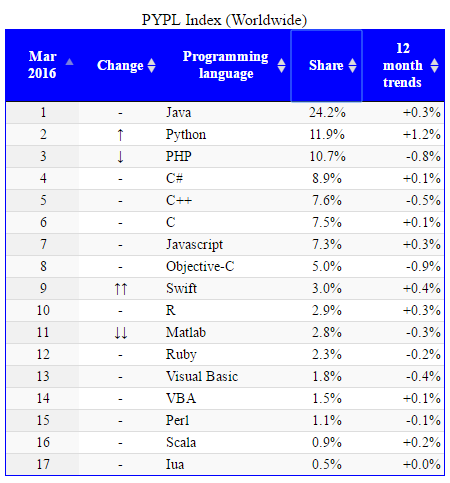 PYPL Index (Worldwide)
Mar 2016 Change Programming language Share 12 month trends
1 - Java 24.2% +0.3%
2 ↑ Python 11.9% +1.2%
3 ↓ PHP 10.7% -0.8%
4 - C# 8.9% +0.1%
5 - C++ 7.6% -0.5%
6 - C 7.5% +0.1%
7 - Javascript 7.3% +0.3%
8 - Objective-C 5.0% -0.9%
9 ↑↑ Swift 3.0% +0.4%
10 - R 2.9% +0.3%
11 ↓↓ Matlab 2.8% -0.3%
12 - Ruby 2.3% -0.2%
13 - Visual Basic 1.8% -0.4%
14 - VBA 1.5% +0.1%
15 - Perl 1.1% -0.1%
16 - Scala 0.9% +0.2%
17 - lua 0.5% +0.0%